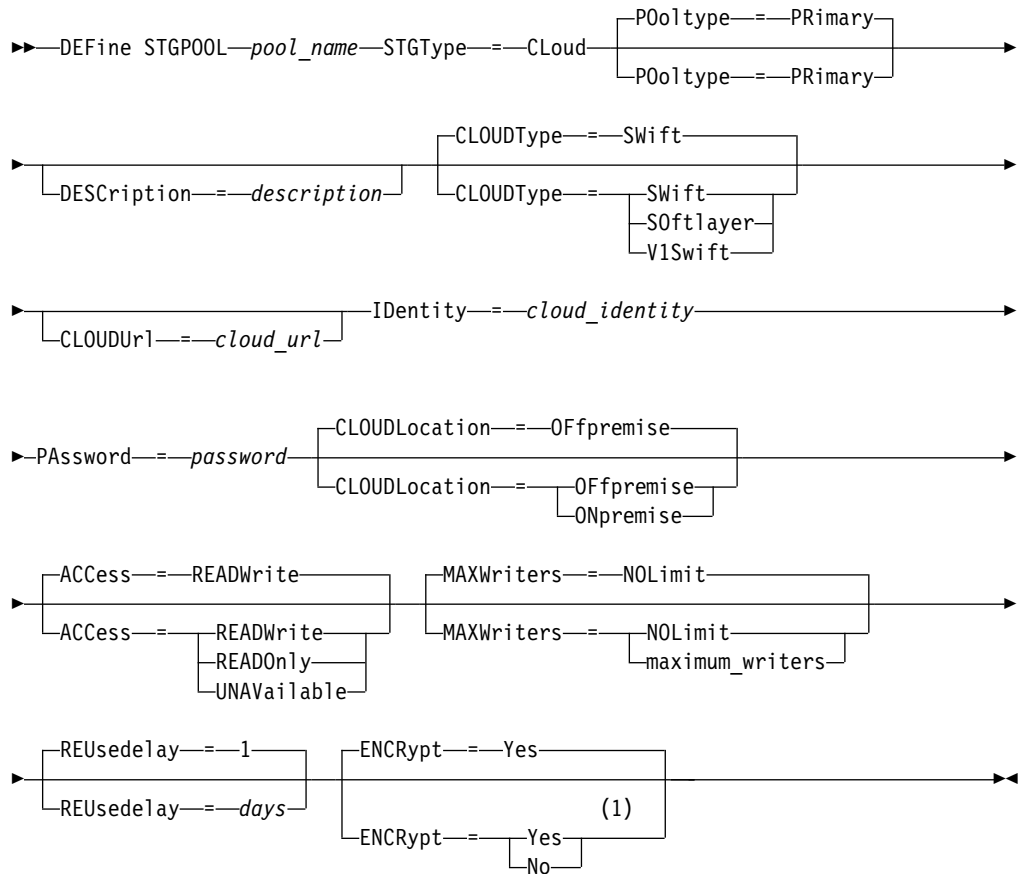 POoltype = PRimary
DEFine STGPOOL pool_name STGType = CLoud
POoltype = PRimary
CLOUDType = SWift
DESCription = description
CLOUDType = SWift
SOftlayer
V1Swift
IDentity = cloud_identity
CLOUDUrl = cloud_url
CLOUDLocation = OFfpremise
PAssword = password
CLOUDLocation = OFfpremise
ONpremise
ACCess = READWrite
MAXWriters = NOLimit
ACCess = READWrite
READOnly
UNAVailable
MAXWriters = NOLimit
maximum_writers
REUsedelay = 1
ENCRypt = Yes
REUsedelay = days
(1)
ENCRypt = Yes
No